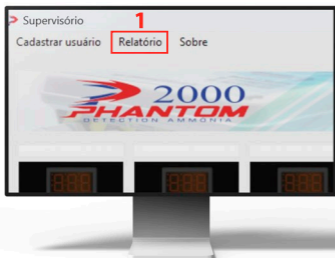 Supervisório
1
Cadastrar usuário Relatório Sobre
2000
PHANTOM
DETECTION AMMONIA